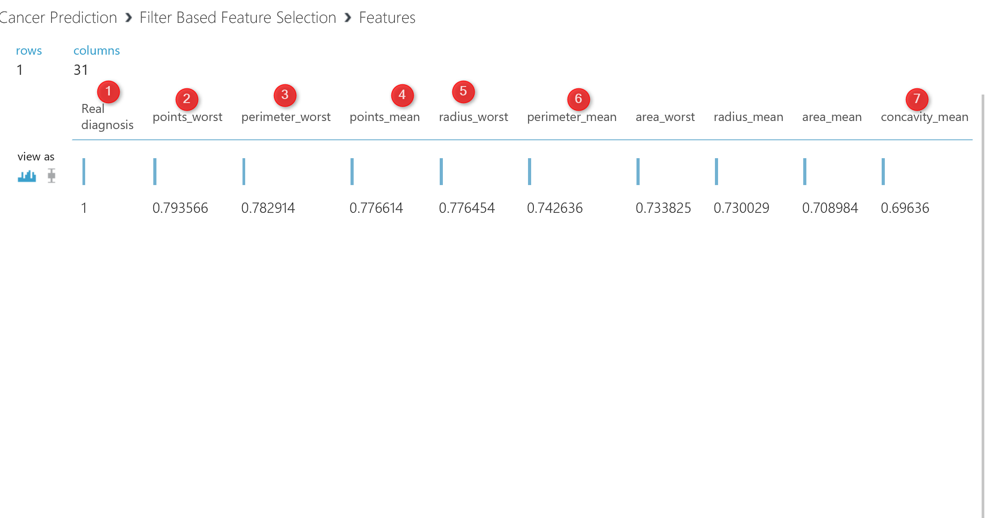 Cancer Prediction › Filter Based Feature Selection › Features
rows columns
1 31
1 2 3 4 5 6 7
Real diagnosis points_worst perimeter_worst points_mean radius_worst perimeter_mean area_worst radius_mean area_mean concavity_mean
view as
1 0.793566 0.782914 0.776614 0.776454 0.742636 0.733825 0.730029 0.708984 0.69636